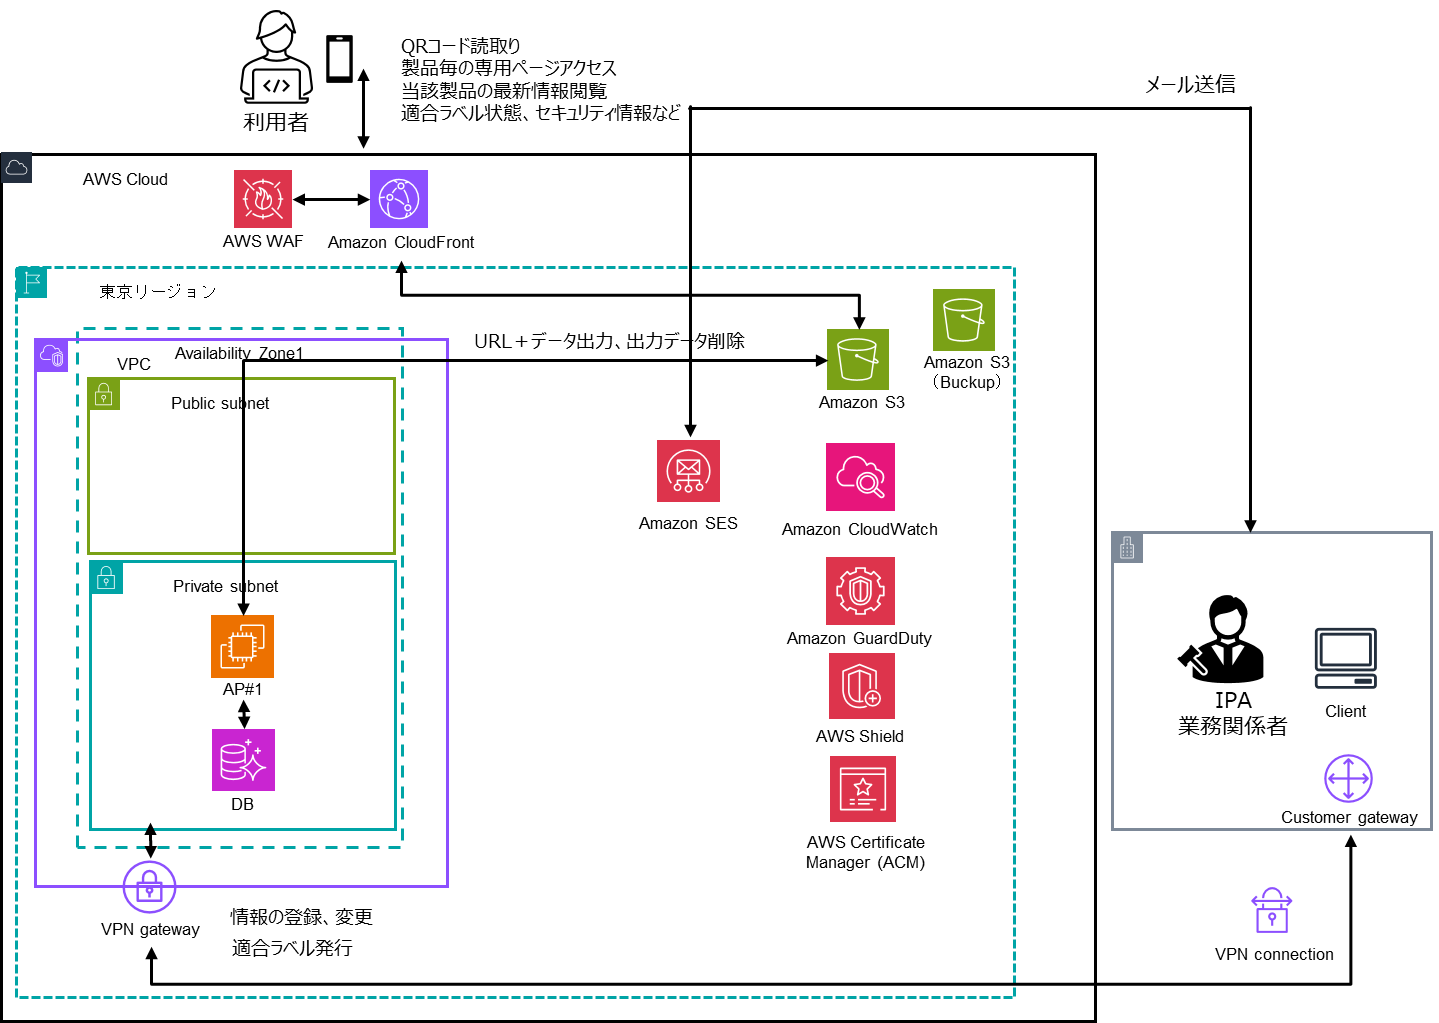 QRコード読取り
製品毎の専用ページアクセス
当該製品の最新情報閲覧
適合ラベル状態、セキュリティ情報など
利用者
メール送信
AWS Cloud
AWS WAF
Amazon CloudFront
東京リージョン
URL＋データ出力、出力データ削除
Availability Zone1
VPC
Public subnet
Amazon S3
Amazon S3
（Buckup）
Amazon SES
Amazon CloudWatch
Private subnet
AP#1
DB
Amazon GuardDuty
AWS Shield
AWS Certificate
Manager (ACM)
IPA
業務関係者
Client
Customer gateway
VPN gateway
情報の登録、変更
適合ラベル発行
VPN connection